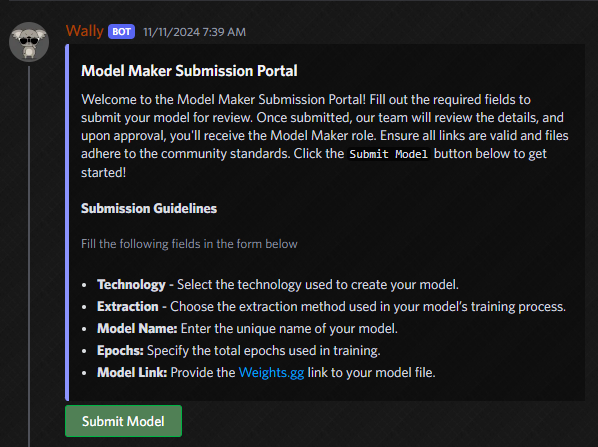 Wally BOT 11/11/2024 7:39 AM
Model Maker Submission Portal
Welcome to the Model Maker Submission Portal! Fill out the required fields to
submit your model for review. Once submitted, our team will review the details, and
upon approval, you'll receive the Model Maker role. Ensure all links are valid and files
adhere to the community standards. Click the Submit Model button below to get
started!
Submission Guidelines
Fill the following fields in the form below
• Technology - Select the technology used to create your model.
• Extraction - Choose the extraction method used in your model's training process.
• Model Name: Enter the unique name of your model.
• Epochs: Specify the total epochs used in training.
• Model Link: Provide the Weights.gg link to your model file.
Submit Model